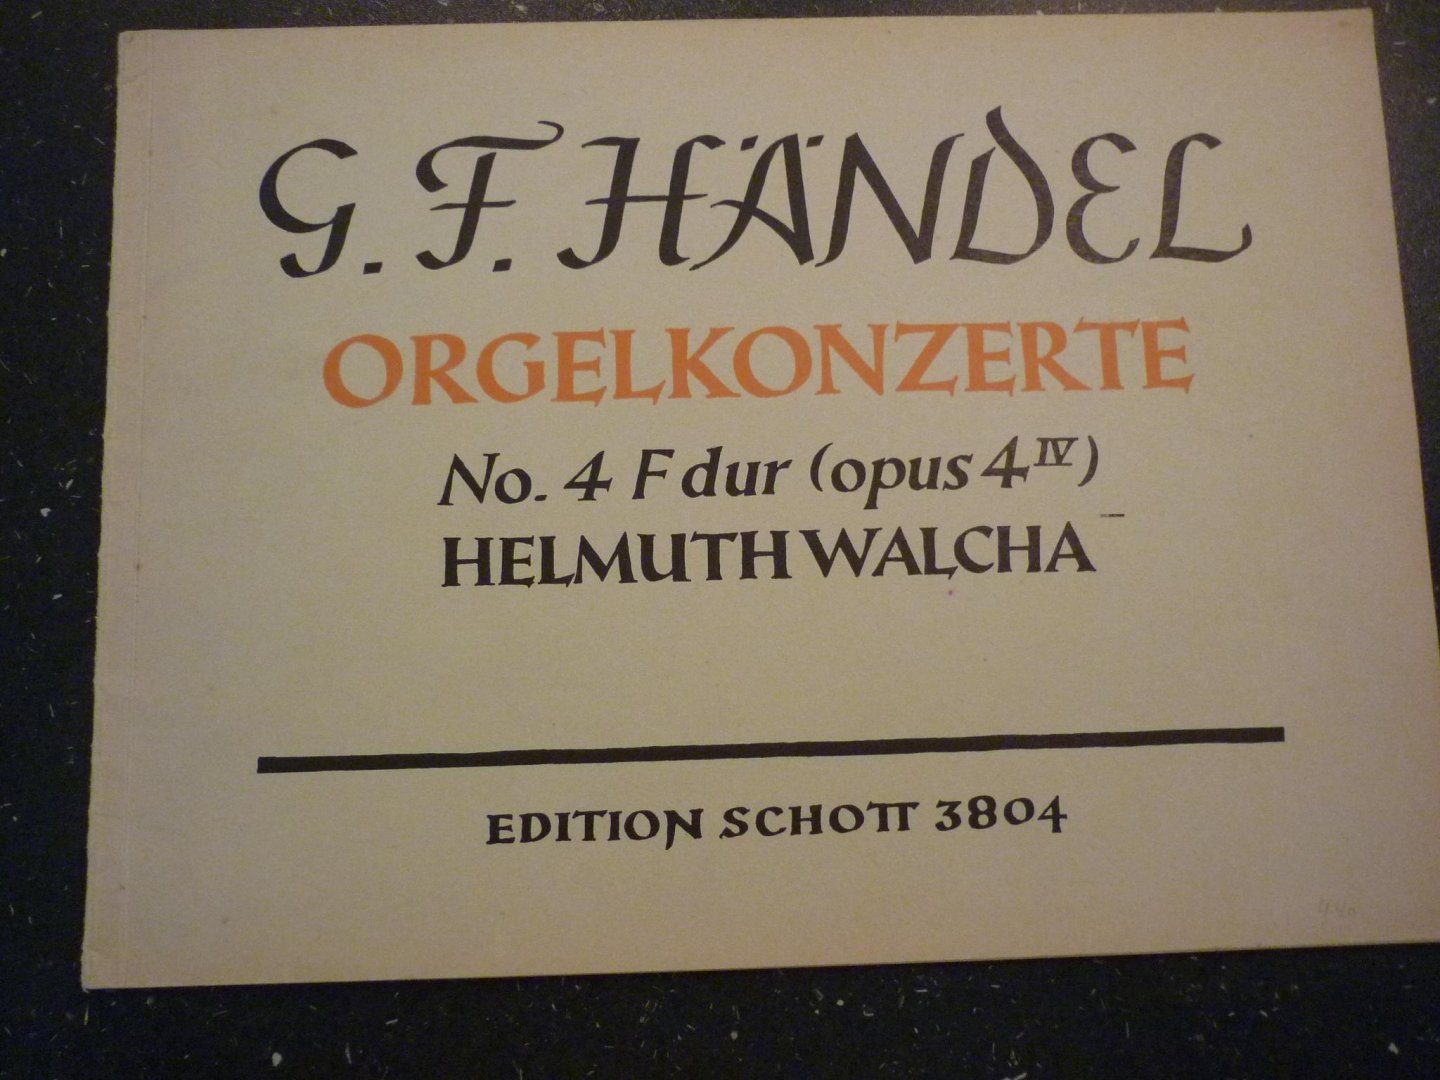 G. F. HÄNDEL
ORGELKONZERTE
No. 4 F dur (opus 4 IV)
HELMUTH WALCHA
EDITION SCHOTT 3804